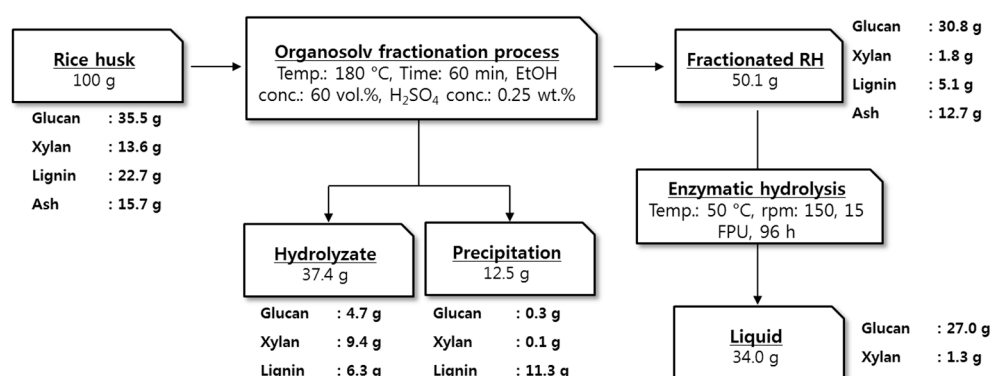 Rice husk
100 g
Glucan : 35.5 g
Xylan : 13.6 g
Lignin : 22.7 g
Ash : 15.7 g
Organosolv fractionation process
Temp.: 180 °C, Time: 60 min, EtOH
conc.: 60 vol.%, H₂SO₄ conc.: 0.25 wt.%
Fractionated RH
50.1 g
Glucan : 30.8 g
Xylan : 1.8 g
Lignin : 5.1 g
Ash : 12.7 g
Hydrolyzate
37.4 g
Glucan : 4.7 g
Xylan : 9.4 g
Lignin : 6.3 g
Precipitation
12.5 g
Glucan : 0.3 g
Xylan : 0.1 g
Lignin : 11.3 g
Enzymatic hydrolysis
Temp.: 50 °C, rpm: 150, 15
FPU, 96 h
Liquid
34.0 g
Glucan : 27.0 g
Xylan : 1.3 g